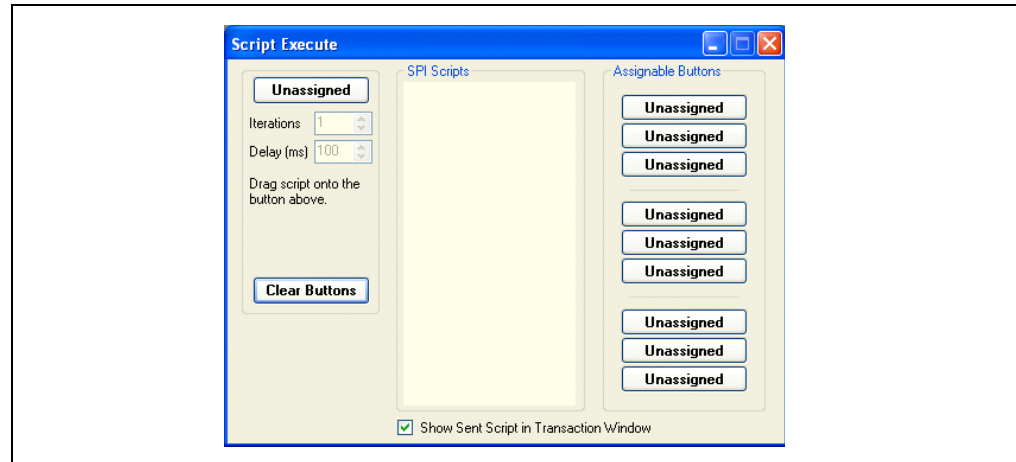 Script Execute
Unassigned
Iterations 1
Delay (ms) 100
Drag script onto the
button above.
Clear Buttons
SPI Scripts
Assignable Buttons
Unassigned
Unassigned
Unassigned
Unassigned
Unassigned
Unassigned
Unassigned
Unassigned
Unassigned
Show Sent Script in Transaction Window